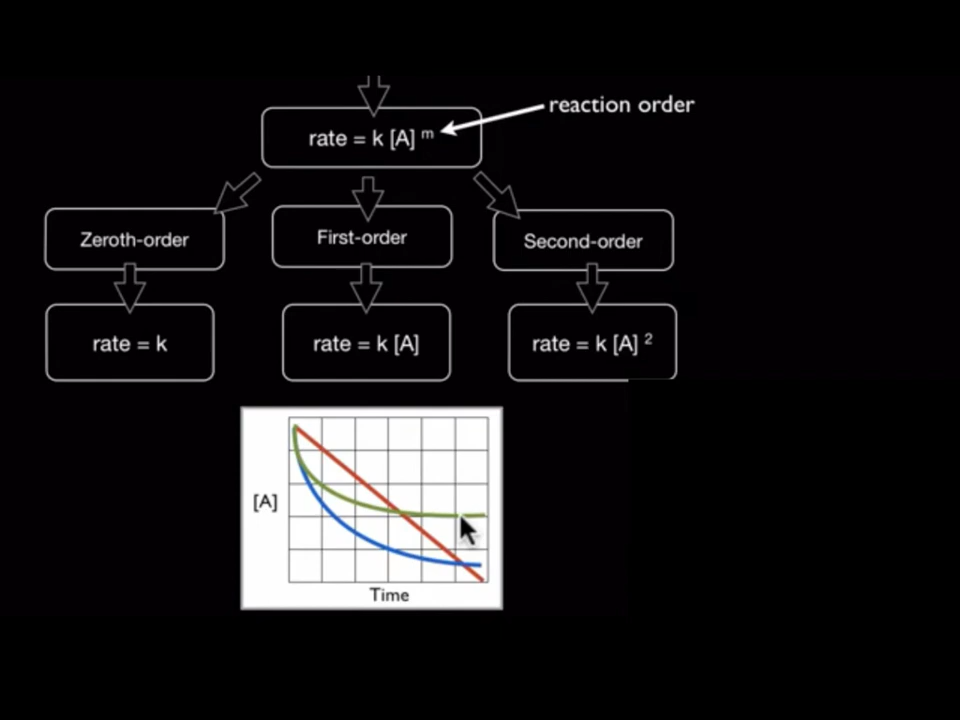 reaction order
rate = k [A] ᵐ
Zeroth-order
First-order
Second-order
rate = k
rate = k [A]
rate = k [A] ²
[A]
Time